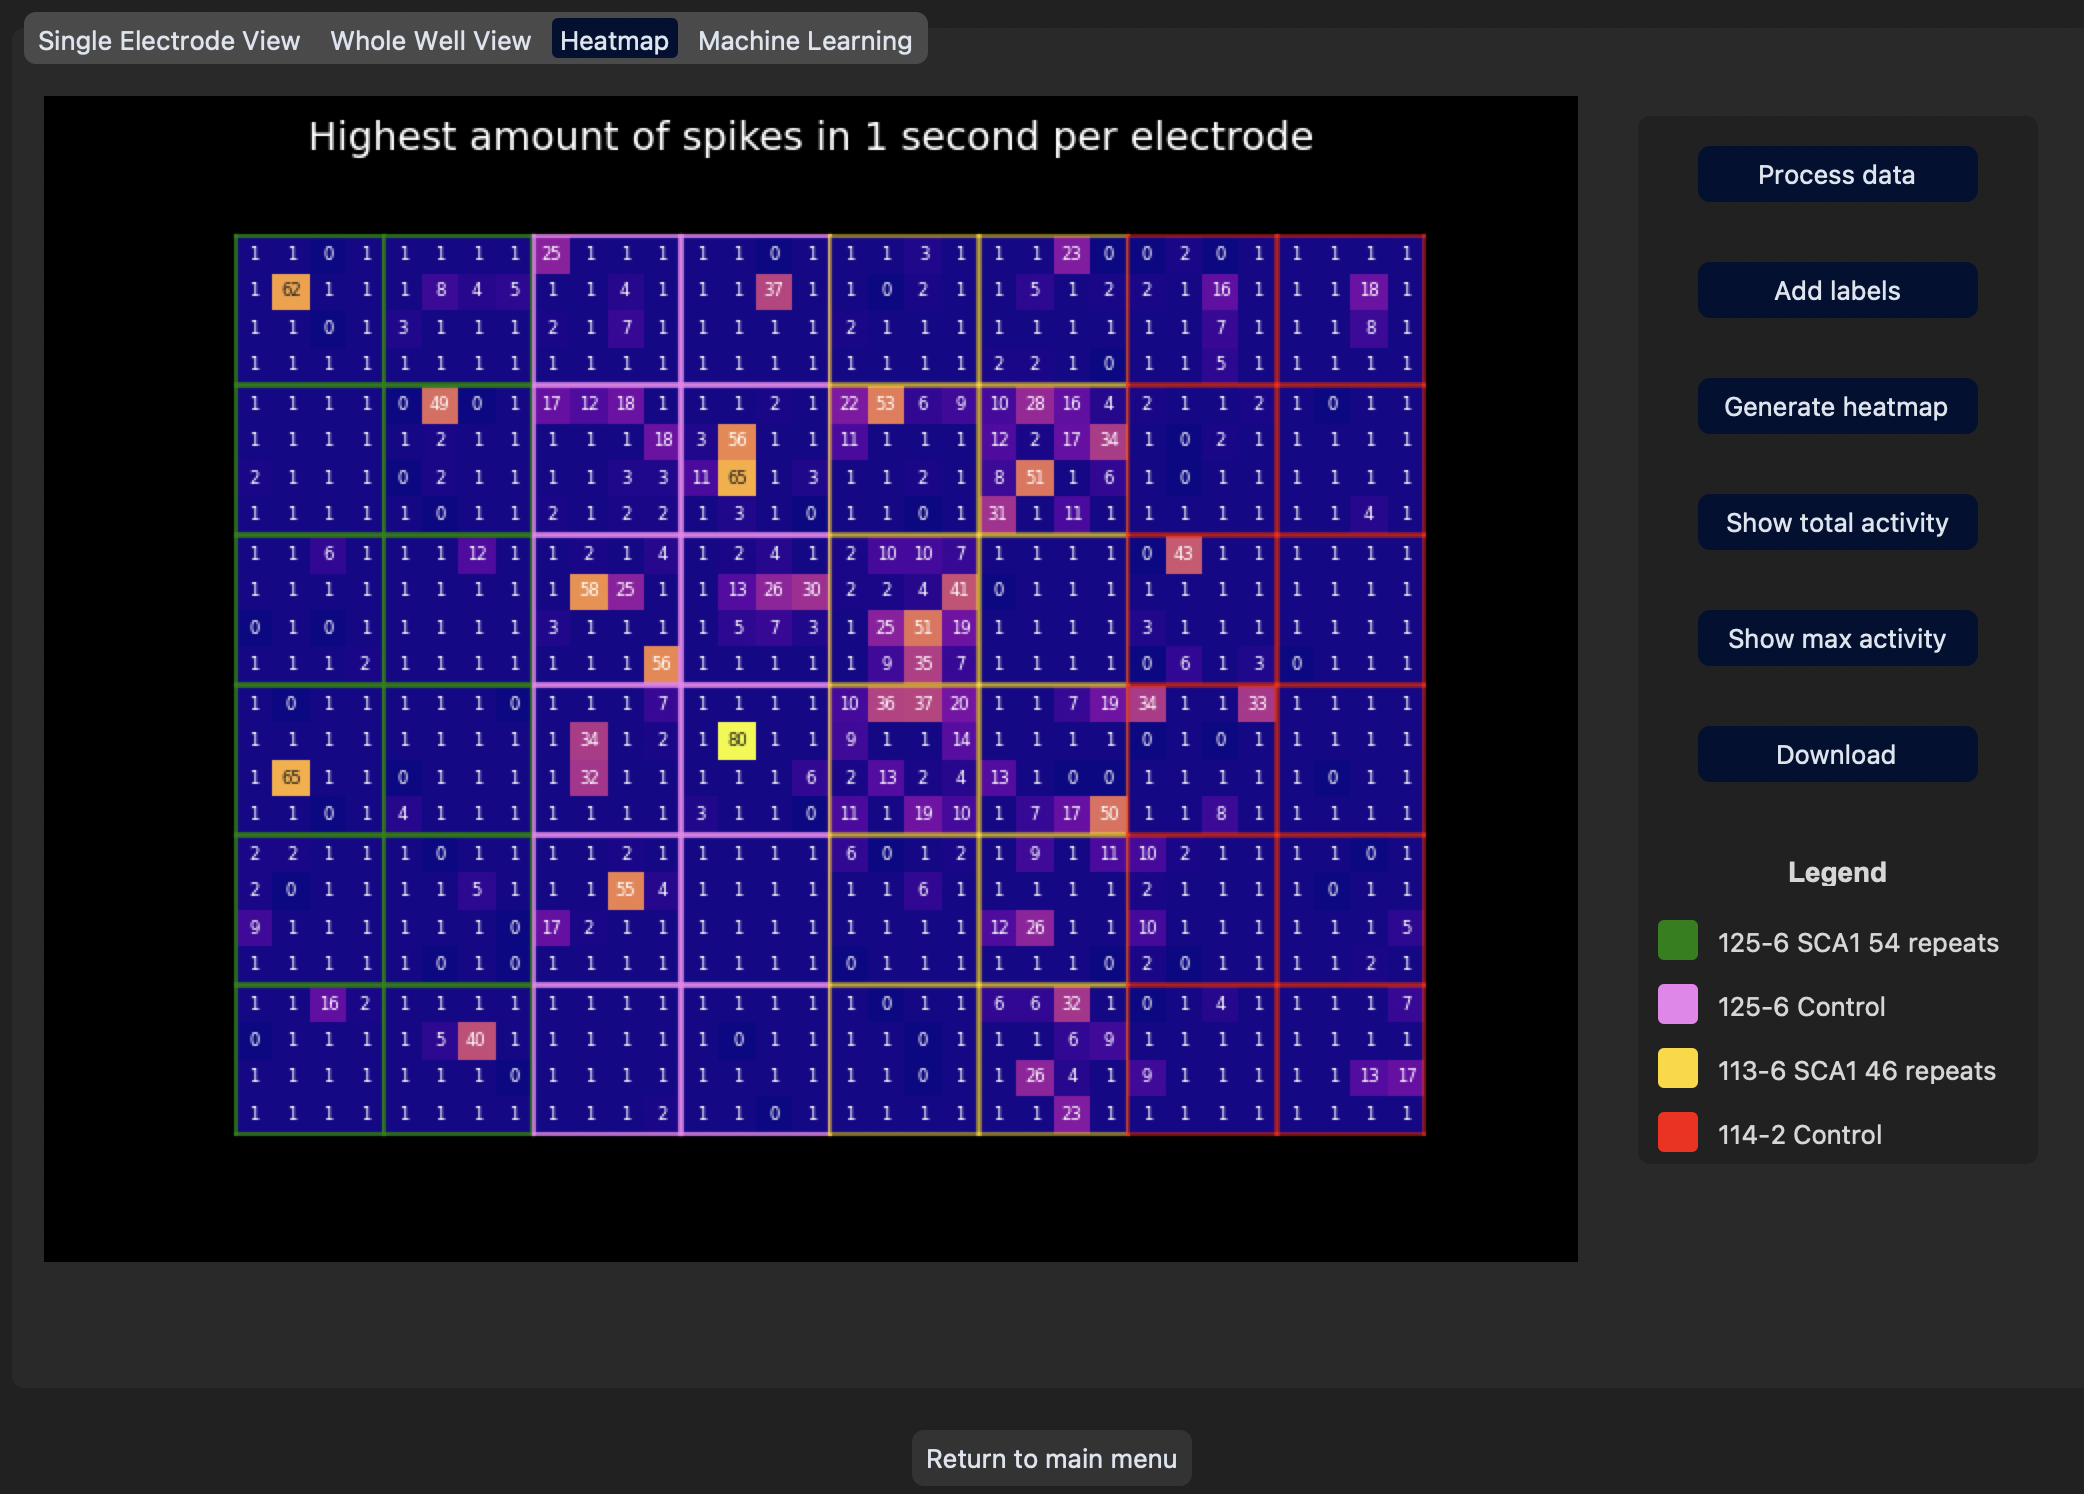 Single Electrode View Whole Well View Heatmap Machine Learning
Highest amount of spikes in 1 second per electrode
1 1 0 1 1 1 1 1 25 1 1 1 1 1 0 1 1 1 3 1 1 1 23 0 0 2 0 1 1 1 1 1
1 62 1 1 1 8 4 5 1 1 4 1 1 1 37 1 1 0 2 1 1 5 1 2 2 1 16 1 1 1 18 1
1 1 0 1 3 1 1 1 2 1 7 1 1 1 1 1 2 1 1 1 1 1 1 1 1 1 7 1 1 1 8 1
1 1 1 1 1 1 1 1 1 1 1 1 1 1 1 1 1 1 1 1 2 2 1 0 1 1 5 1 1 1 1 1
1 1 1 1 0 49 0 1 17 12 18 1 1 1 2 1 22 53 6 9 10 28 16 4 2 1 1 2 1 0 1 1
1 1 1 1 1 2 1 1 1 1 1 18 3 56 1 1 11 1 1 1 12 2 17 34 1 0 2 1 1 1 1 1
2 1 1 1 0 2 1 1 1 1 3 3 11 65 1 3 1 1 2 1 8 51 1 6 1 0 1 1 1 1 1 1
1 1 1 1 1 0 1 1 2 1 2 2 1 3 1 0 1 1 0 1 31 1 11 1 1 1 1 1 1 1 4 1
1 1 6 1 1 1 12 1 1 2 1 4 1 2 4 1 2 10 10 7 1 1 1 1 0 43 1 1 1 1 1 1
1 1 1 1 1 1 1 1 1 58 25 1 1 13 26 30 2 2 4 41 0 1 1 1 1 1 1 1 1 1 1 1
0 1 0 1 1 1 1 1 3 1 1 1 1 5 7 3 1 25 51 19 1 1 1 1 3 1 1 1 1 1 1 1
1 1 1 2 1 1 1 1 1 1 1 56 1 1 1 1 1 9 35 7 1 1 1 1 0 6 1 3 0 1 1 1
1 0 1 1 1 1 1 0 1 1 1 7 1 1 1 1 10 36 37 20 1 1 7 19 34 1 1 33 1 1 1 1
1 1 1 1 1 1 1 1 1 34 1 2 1 80 1 1 9 1 1 14 1 1 1 1 0 1 0 1 1 1 1 1
1 65 1 1 0 1 1 1 1 32 1 1 1 1 1 6 2 13 2 4 13 1 0 0 1 1 1 1 1 0 1 1
1 1 0 1 4 1 1 1 1 1 1 1 3 1 1 0 11 1 19 10 1 7 17 50 1 1 8 1 1 1 1 1
2 2 1 1 1 0 1 1 1 1 2 1 1 1 1 1 6 0 1 2 1 9 1 11 10 2 1 1 1 1 0 1
2 0 1 1 1 1 5 1 1 1 55 4 1 1 1 1 1 1 6 1 1 1 1 1 2 1 1 1 1 0 1 1
9 1 1 1 1 1 1 0 17 2 1 1 1 1 1 1 1 1 1 1 12 26 1 1 10 1 1 1 1 1 1 5
1 1 1 1 1 0 1 0 1 1 1 1 1 1 1 1 0 1 1 1 1 1 1 0 2 0 1 1 1 1 2 1
1 1 16 2 1 1 1 1 1 1 1 1 1 1 1 1 1 0 1 1 6 6 32 1 0 1 4 1 1 1 1 7
0 1 1 1 1 5 40 1 1 1 1 1 1 0 1 1 1 1 0 1 1 1 6 9 1 1 1 1 1 1 1 1
1 1 1 1 1 1 1 0 1 1 1 1 1 1 1 1 1 1 0 1 1 26 4 1 9 1 1 1 1 1 13 17
1 1 1 1 1 1 1 1 1 1 1 2 1 1 0 1 1 1 1 1 1 1 23 1 1 1 1 1 1 1 1 1
Process data
Add labels
Generate heatmap
Show total activity
Show max activity
Download
Legend
125-6 SCA1 54 repeats
125-6 Control
113-6 SCA1 46 repeats
114-2 Control
Return to main menu